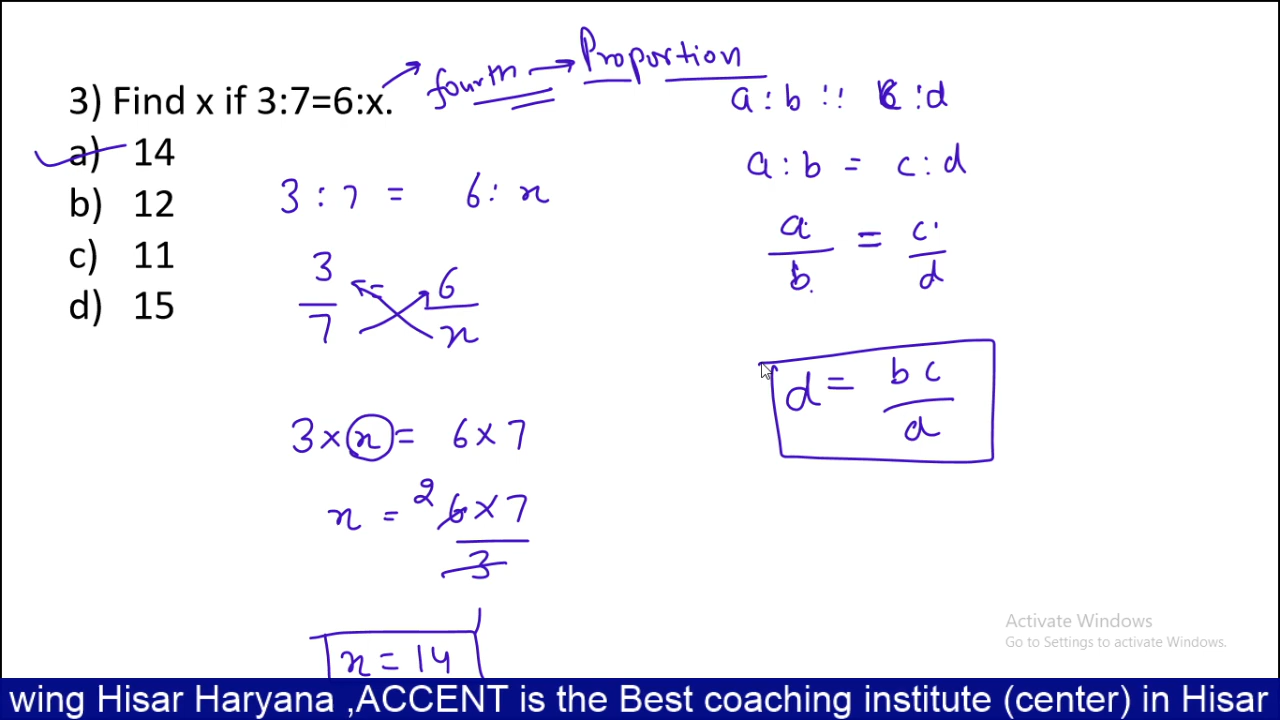 3) Find x if 3:7=6:x.
fourth → Proportion
a) 14
b) 12
c) 11
d) 15
3 : 7 = 6 : x
3/7 = 6/x
3 × x = 6 × 7
x = 2 6 × 7 / 3
x = 14
a : b :: c : d
a : b = c : d
a/b = c/d
d = bc/d
Activate Windows
Go to Settings to activate Windows.
wing Hisar Haryana ,ACCENT is the Best coaching institute (center) in Hisar